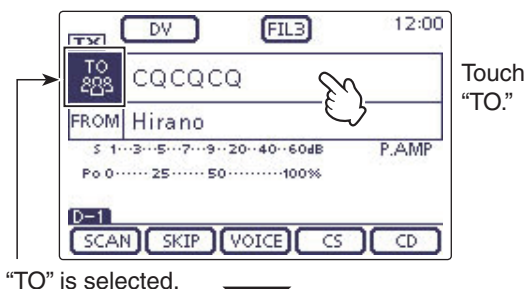 DV FIL3 12:00
TX
TO CQCQCQ
Touch
"TO."
FROM Hirano
S 1···3···5···7···9··20··40··60dB P.AMP
Po 0······25······50·········100%
D-1
SCAN SKIP VOICE CS CD
"TO" is selected.